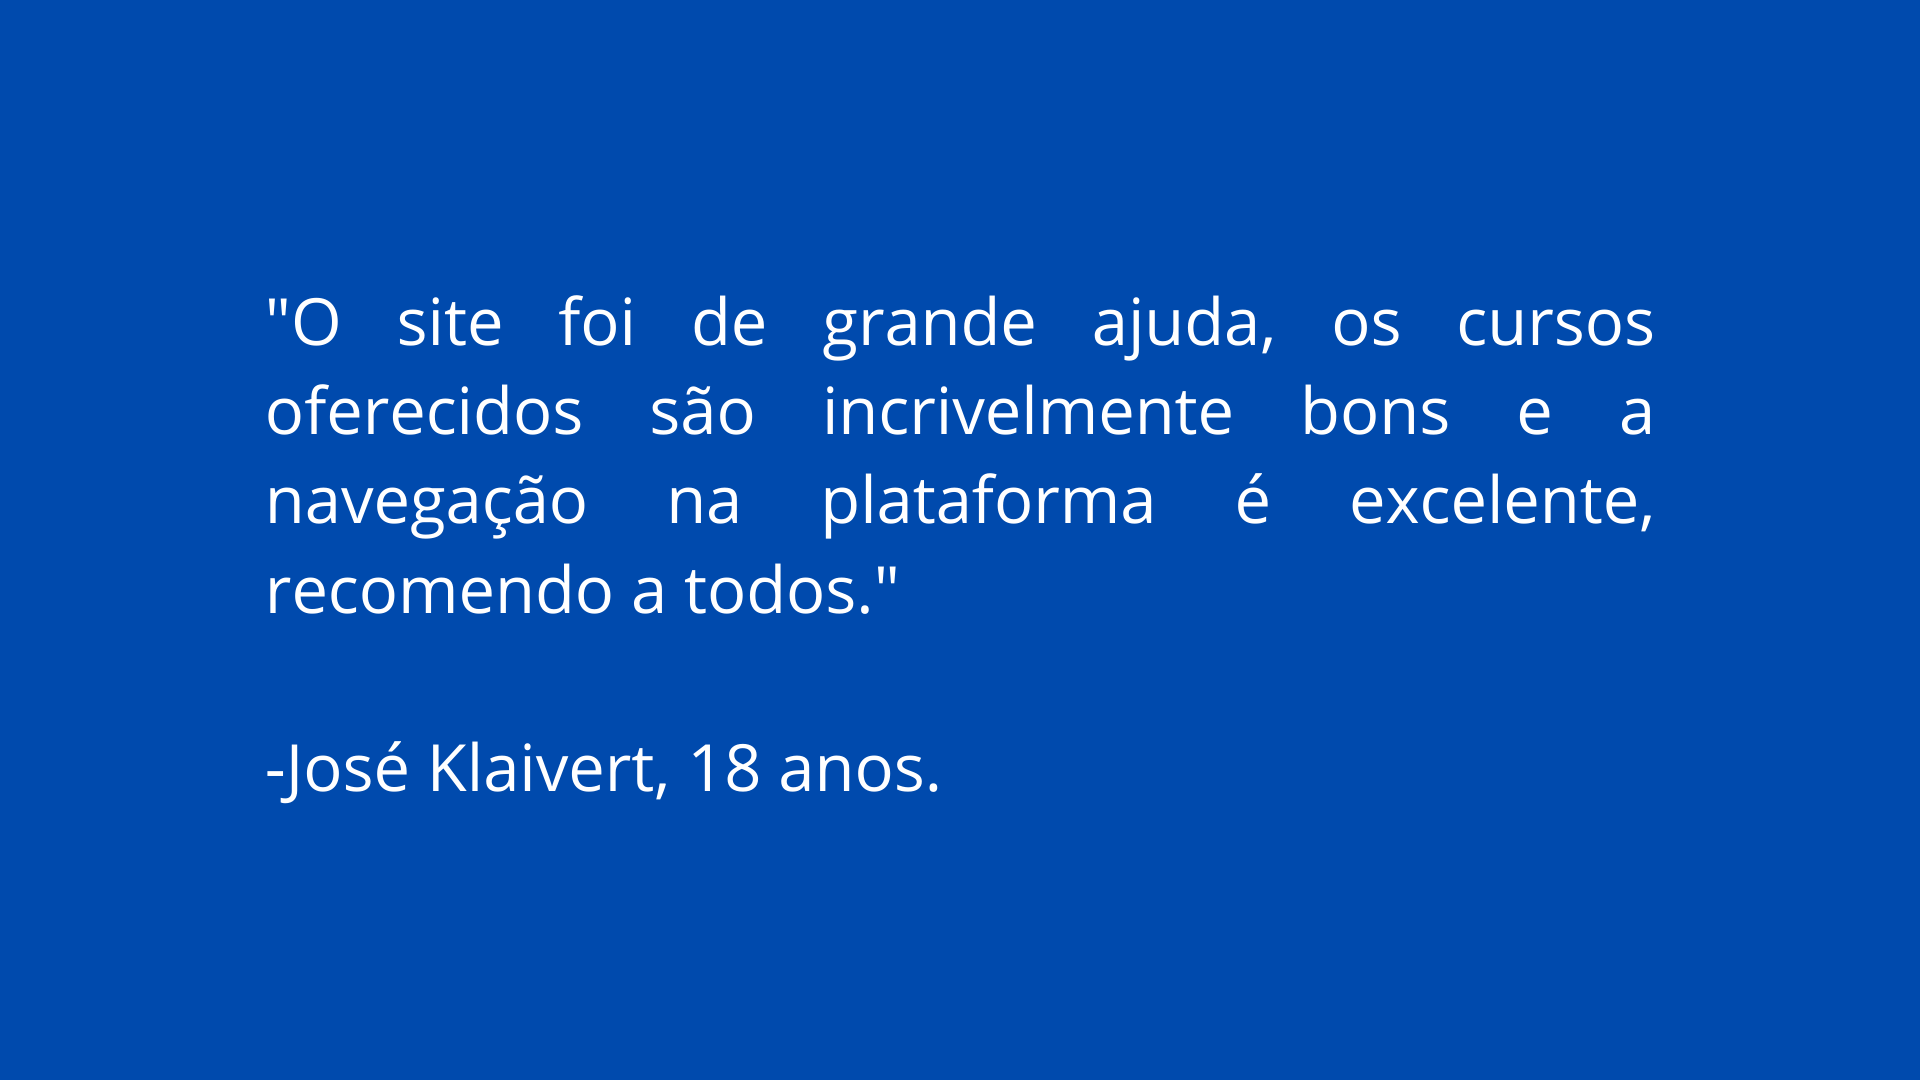 "O site foi de grande ajuda, os cursos
oferecidos são incrivelmente bons e a
navegação na plataforma é excelente,
recomendo a todos."
-José Klaivert, 18 anos.